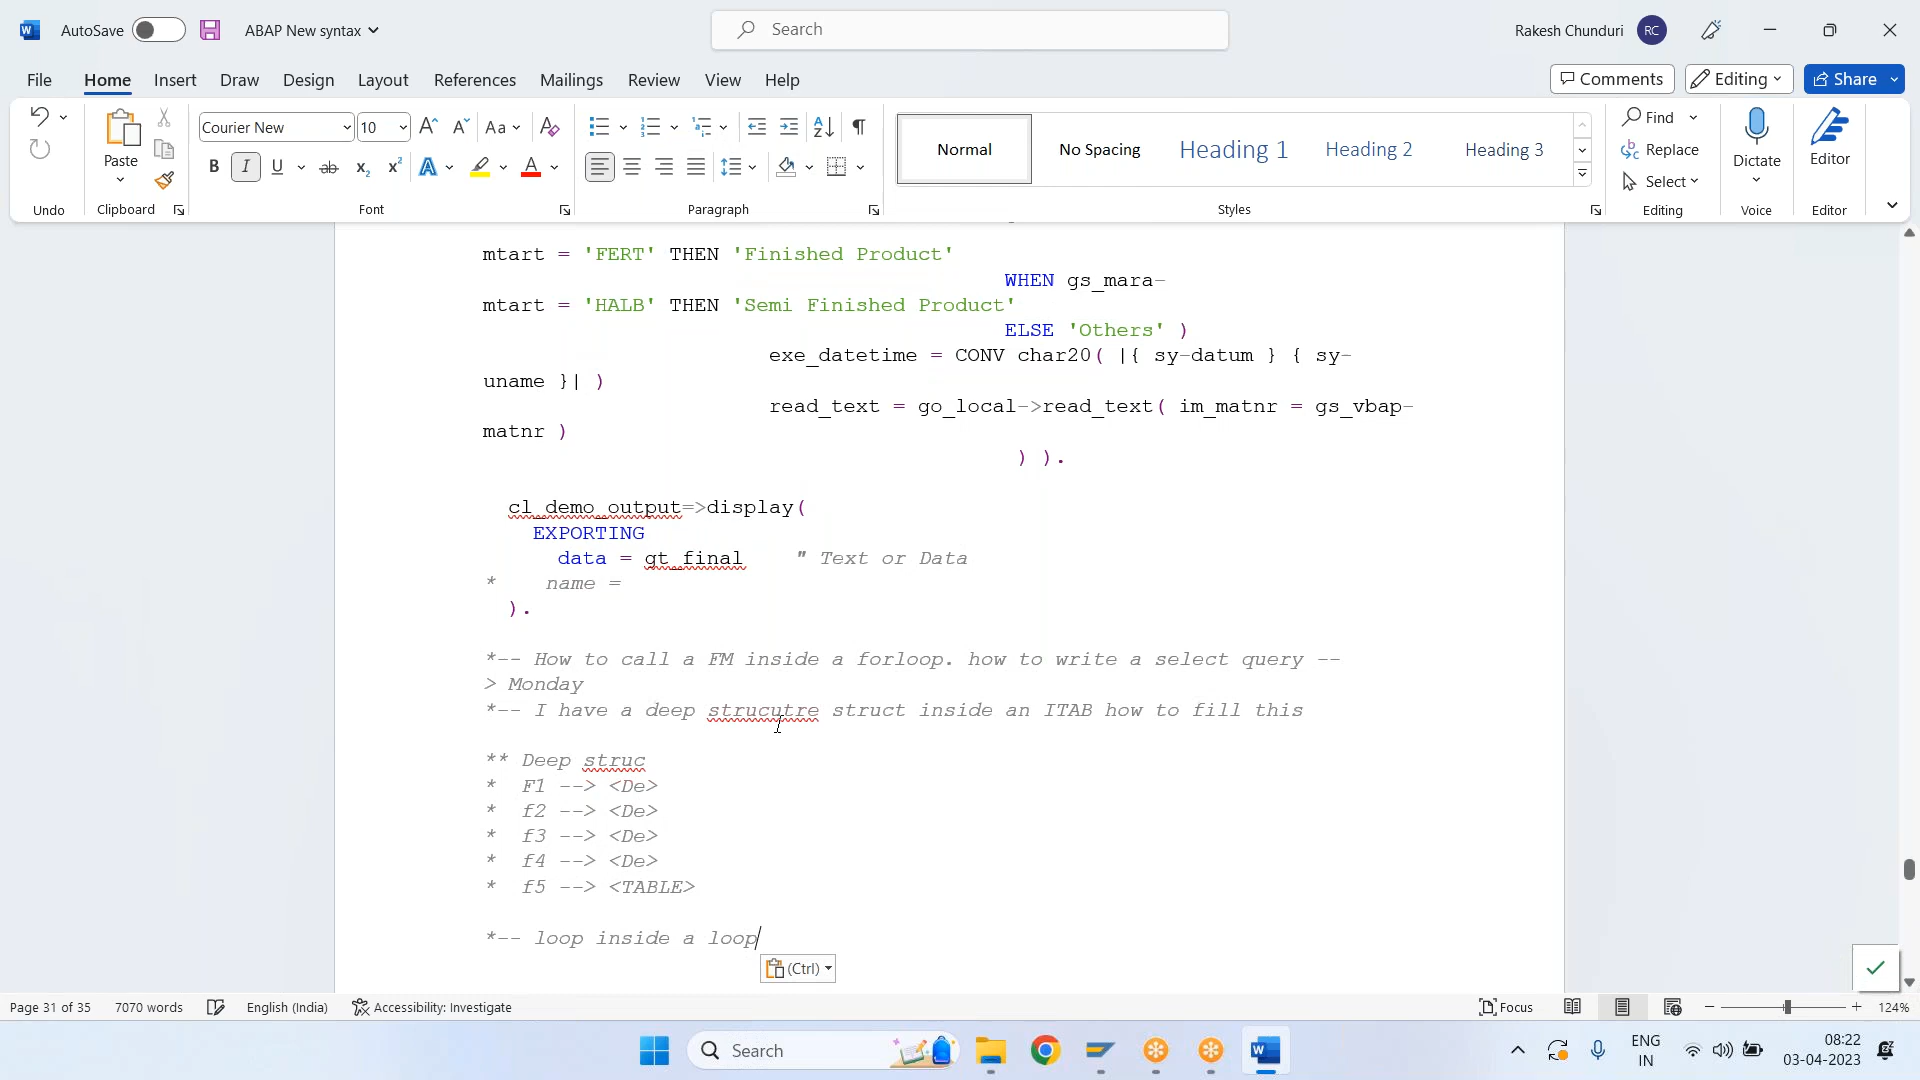 AutoSave
ABAP New syntax
Search
Rakesh Chunduri
RC
File Home Insert Draw Design Layout References Mailings Review View Help
Comments Editing Share
Courier New 10
Paste
Undo Clipboard Font Paragraph Styles Editing Voice Editor
Normal No Spacing Heading 1 Heading 2 Heading 3
Find
Replace
Select
Dictate
Editor
mtart = 'FERT' THEN 'Finished Product'
WHEN gs_mara-
mtart = 'HALB' THEN 'Semi Finished Product'
ELSE 'Others' )
exe_datetime = CONV char20( |{ sy-datum } { sy-
uname }| )
read_text = go_local->read_text( im_matnr = gs_vbap-
matnr )
) ).
cl_demo_output=>display(
EXPORTING
data = gt_final " Text or Data
* name =
).
*-- How to call a FM inside a forloop. how to write a select query --
> Monday
*-- I have a deep strucutre struct inside an ITAB how to fill this
** Deep struc
* F1 --> <De>
* f2 --> <De>
* f3 --> <De>
* f4 --> <De>
* f5 --> <TABLE>
*-- loop inside a loop
(Ctrl)
Page 31 of 35 7070 words English (India) Accessibility: Investigate Focus 124%
Search
ENG
IN
08:22
03-04-2023